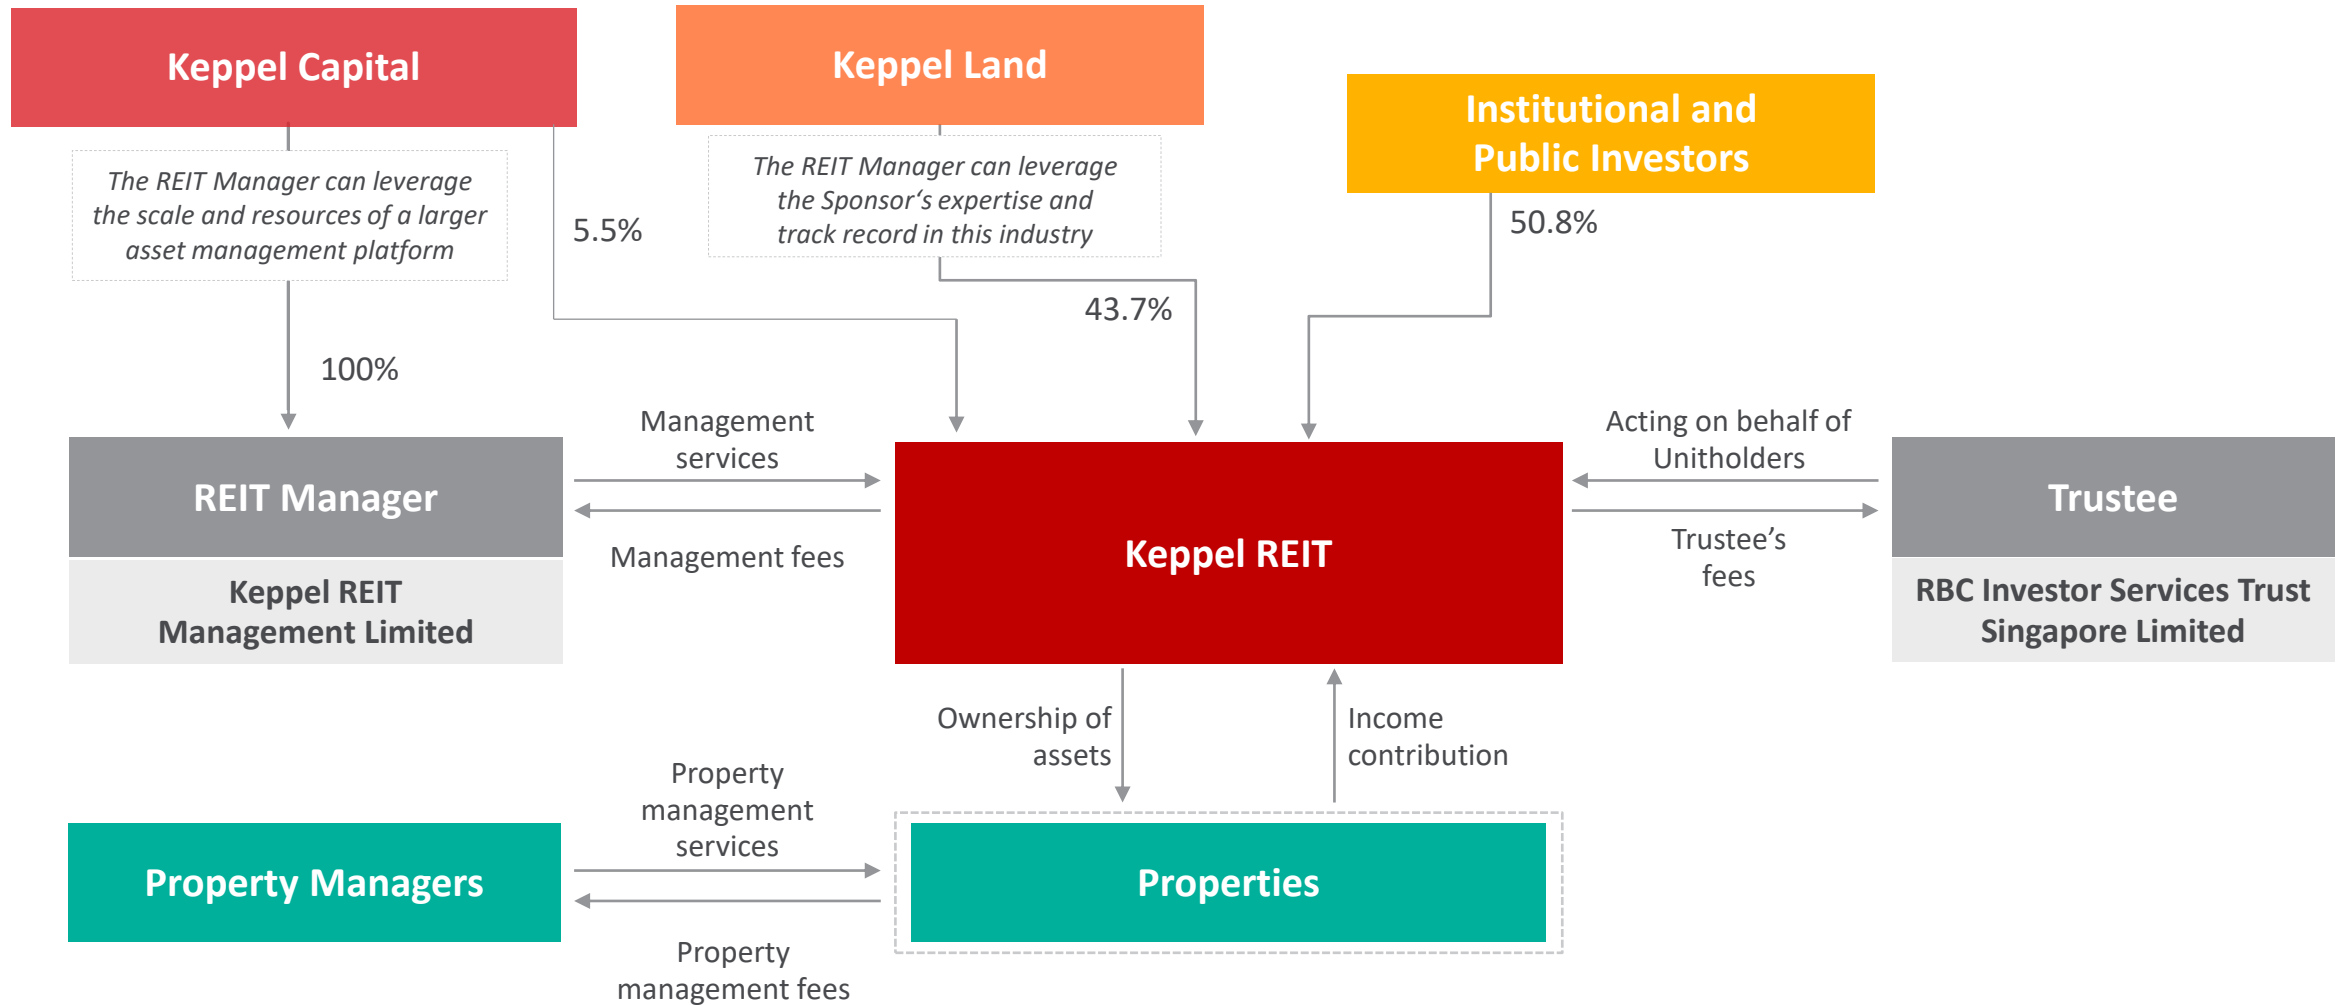 Keppel Capital
Keppel Land
Institutional and
Public Investors
The REIT Manager can leverage
the scale and resources of a larger
asset management platform
The REIT Manager can leverage
the Sponsor‘s expertise and
track record in this industry
5.5%
50.8%
43.7%
100%
Management
services
Acting on behalf of
Unitholders
REIT Manager
Keppel REIT
Management Limited
Management fees
Keppel REIT
Trustee’s
fees
Trustee
RBC Investor Services Trust
Singapore Limited
Ownership of
assets
Income
contribution
Property
management
services
Property Managers
Properties
Property
management fees